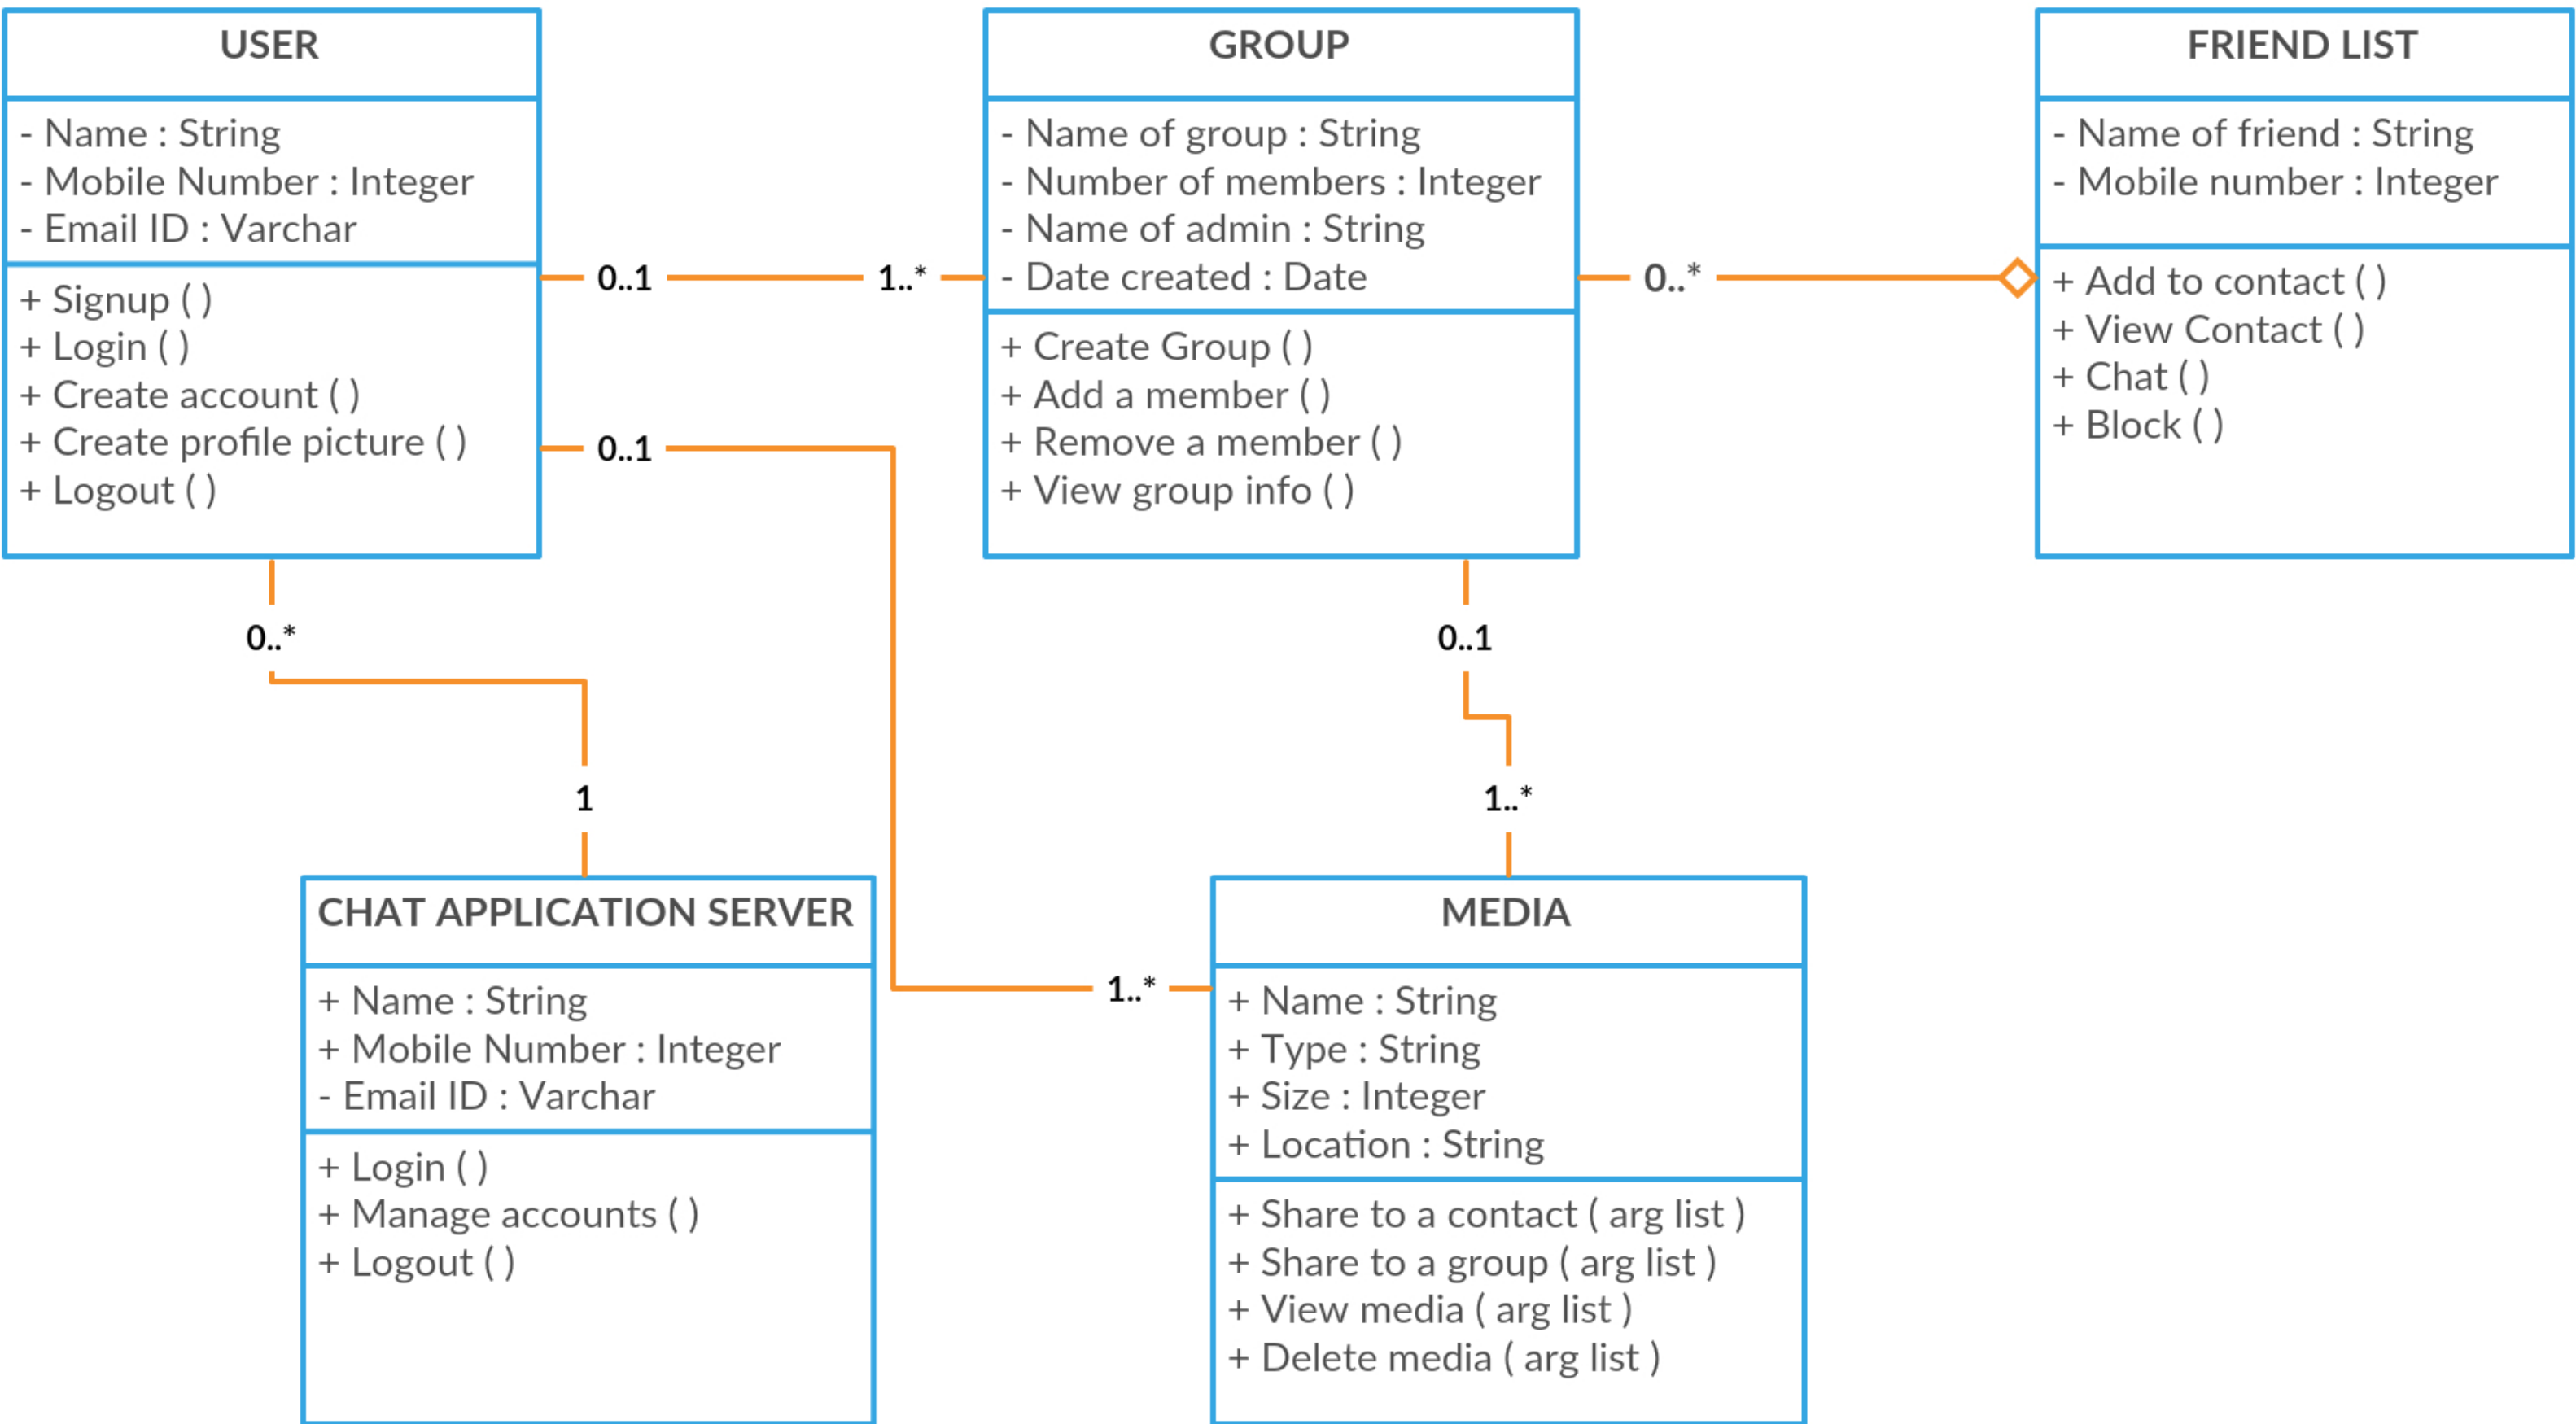 USER
- Name : String
- Mobile Number : Integer
- Email ID : Varchar
+ Signup ( )
+ Login ( )
+ Create account ( )
+ Create profile picture ( )
+ Logout ( )
0..1
1..*
0..1
GROUP
- Name of group : String
- Number of members : Integer
- Name of admin : String
- Date created : Date
+ Create Group ( )
+ Add a member ( )
+ Remove a member ( )
+ View group info ( )
0..*
FRIEND LIST
- Name of friend : String
- Mobile number : Integer
+ Add to contact ( )
+ View Contact ( )
+ Chat ( )
+ Block ( )
0..*
1
0..1
1..*
CHAT APPLICATION SERVER
+ Name : String
+ Mobile Number : Integer
- Email ID : Varchar
+ Login ( )
+ Manage accounts ( )
+ Logout ( )
1..*
MEDIA
+ Name : String
+ Type : String
+ Size : Integer
+ Location : String
+ Share to a contact ( arg list )
+ Share to a group ( arg list )
+ View media ( arg list )
+ Delete media ( arg list )